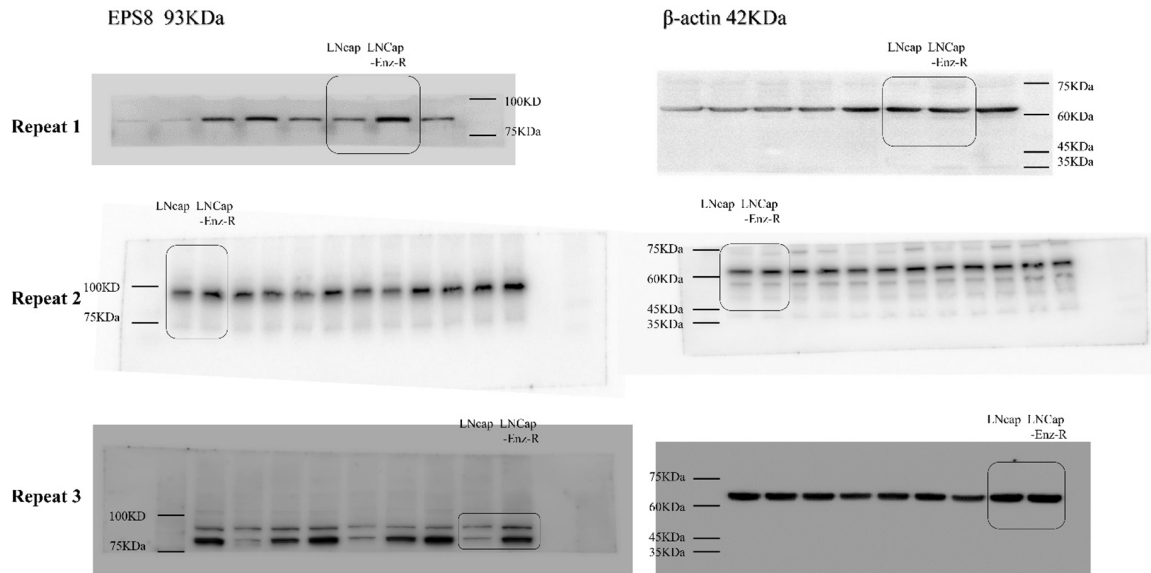 EPS8 93KDa
β-actin 42KDa
LNcap LNCap
-Enz-R
LNcap LNCap
-Enz-R
Repeat 1
100KD
75KDa
75KDa
60KDa
45KDa
35KDa
LNcap LNCap
-Enz-R
LNcap LNCap
-Enz-R
Repeat 2
100KD
75KDa
75KDa
60KDa
45KDa
35KDa
LNcap LNCap
-Enz-R
LNcap LNCap
-Enz-R
Repeat 3
100KD
75KDa
75KDa
60KDa
45KDa
35KDa